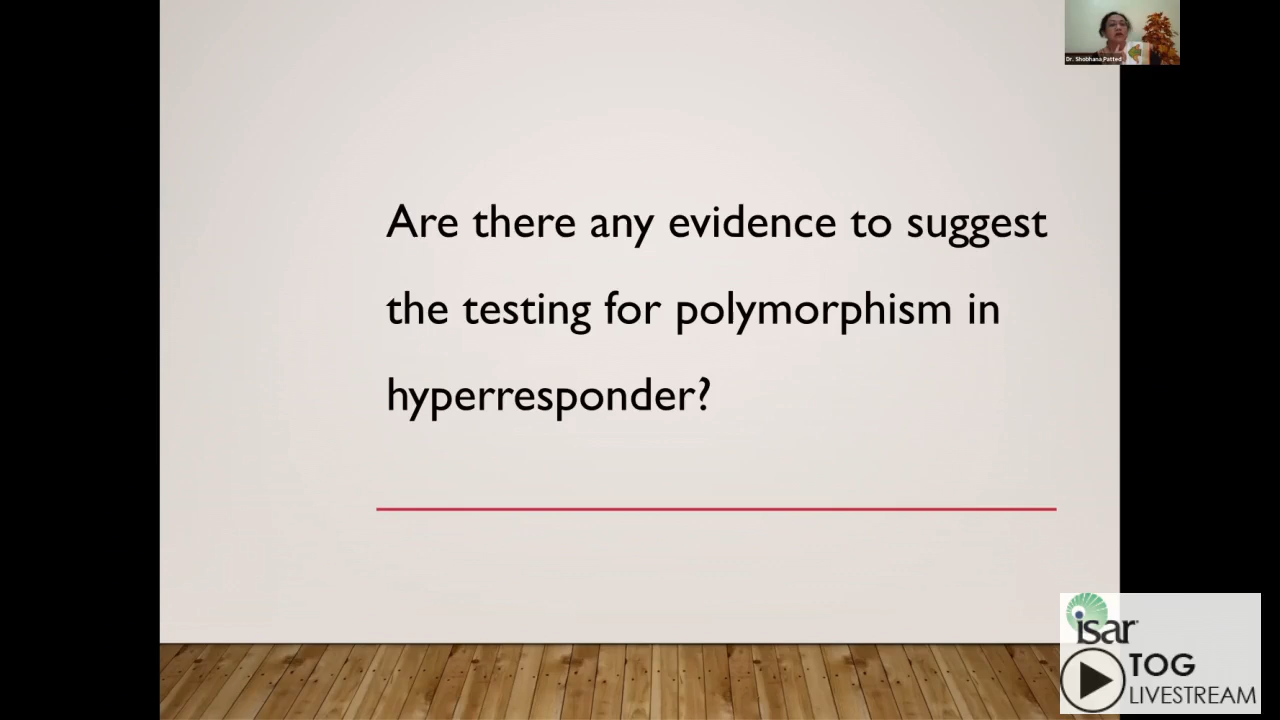 Dr. Shobhana Patted
Are there any evidence to suggest
the testing for polymorphism in
hyperresponder?
isar
TOG
LIVESTREAM